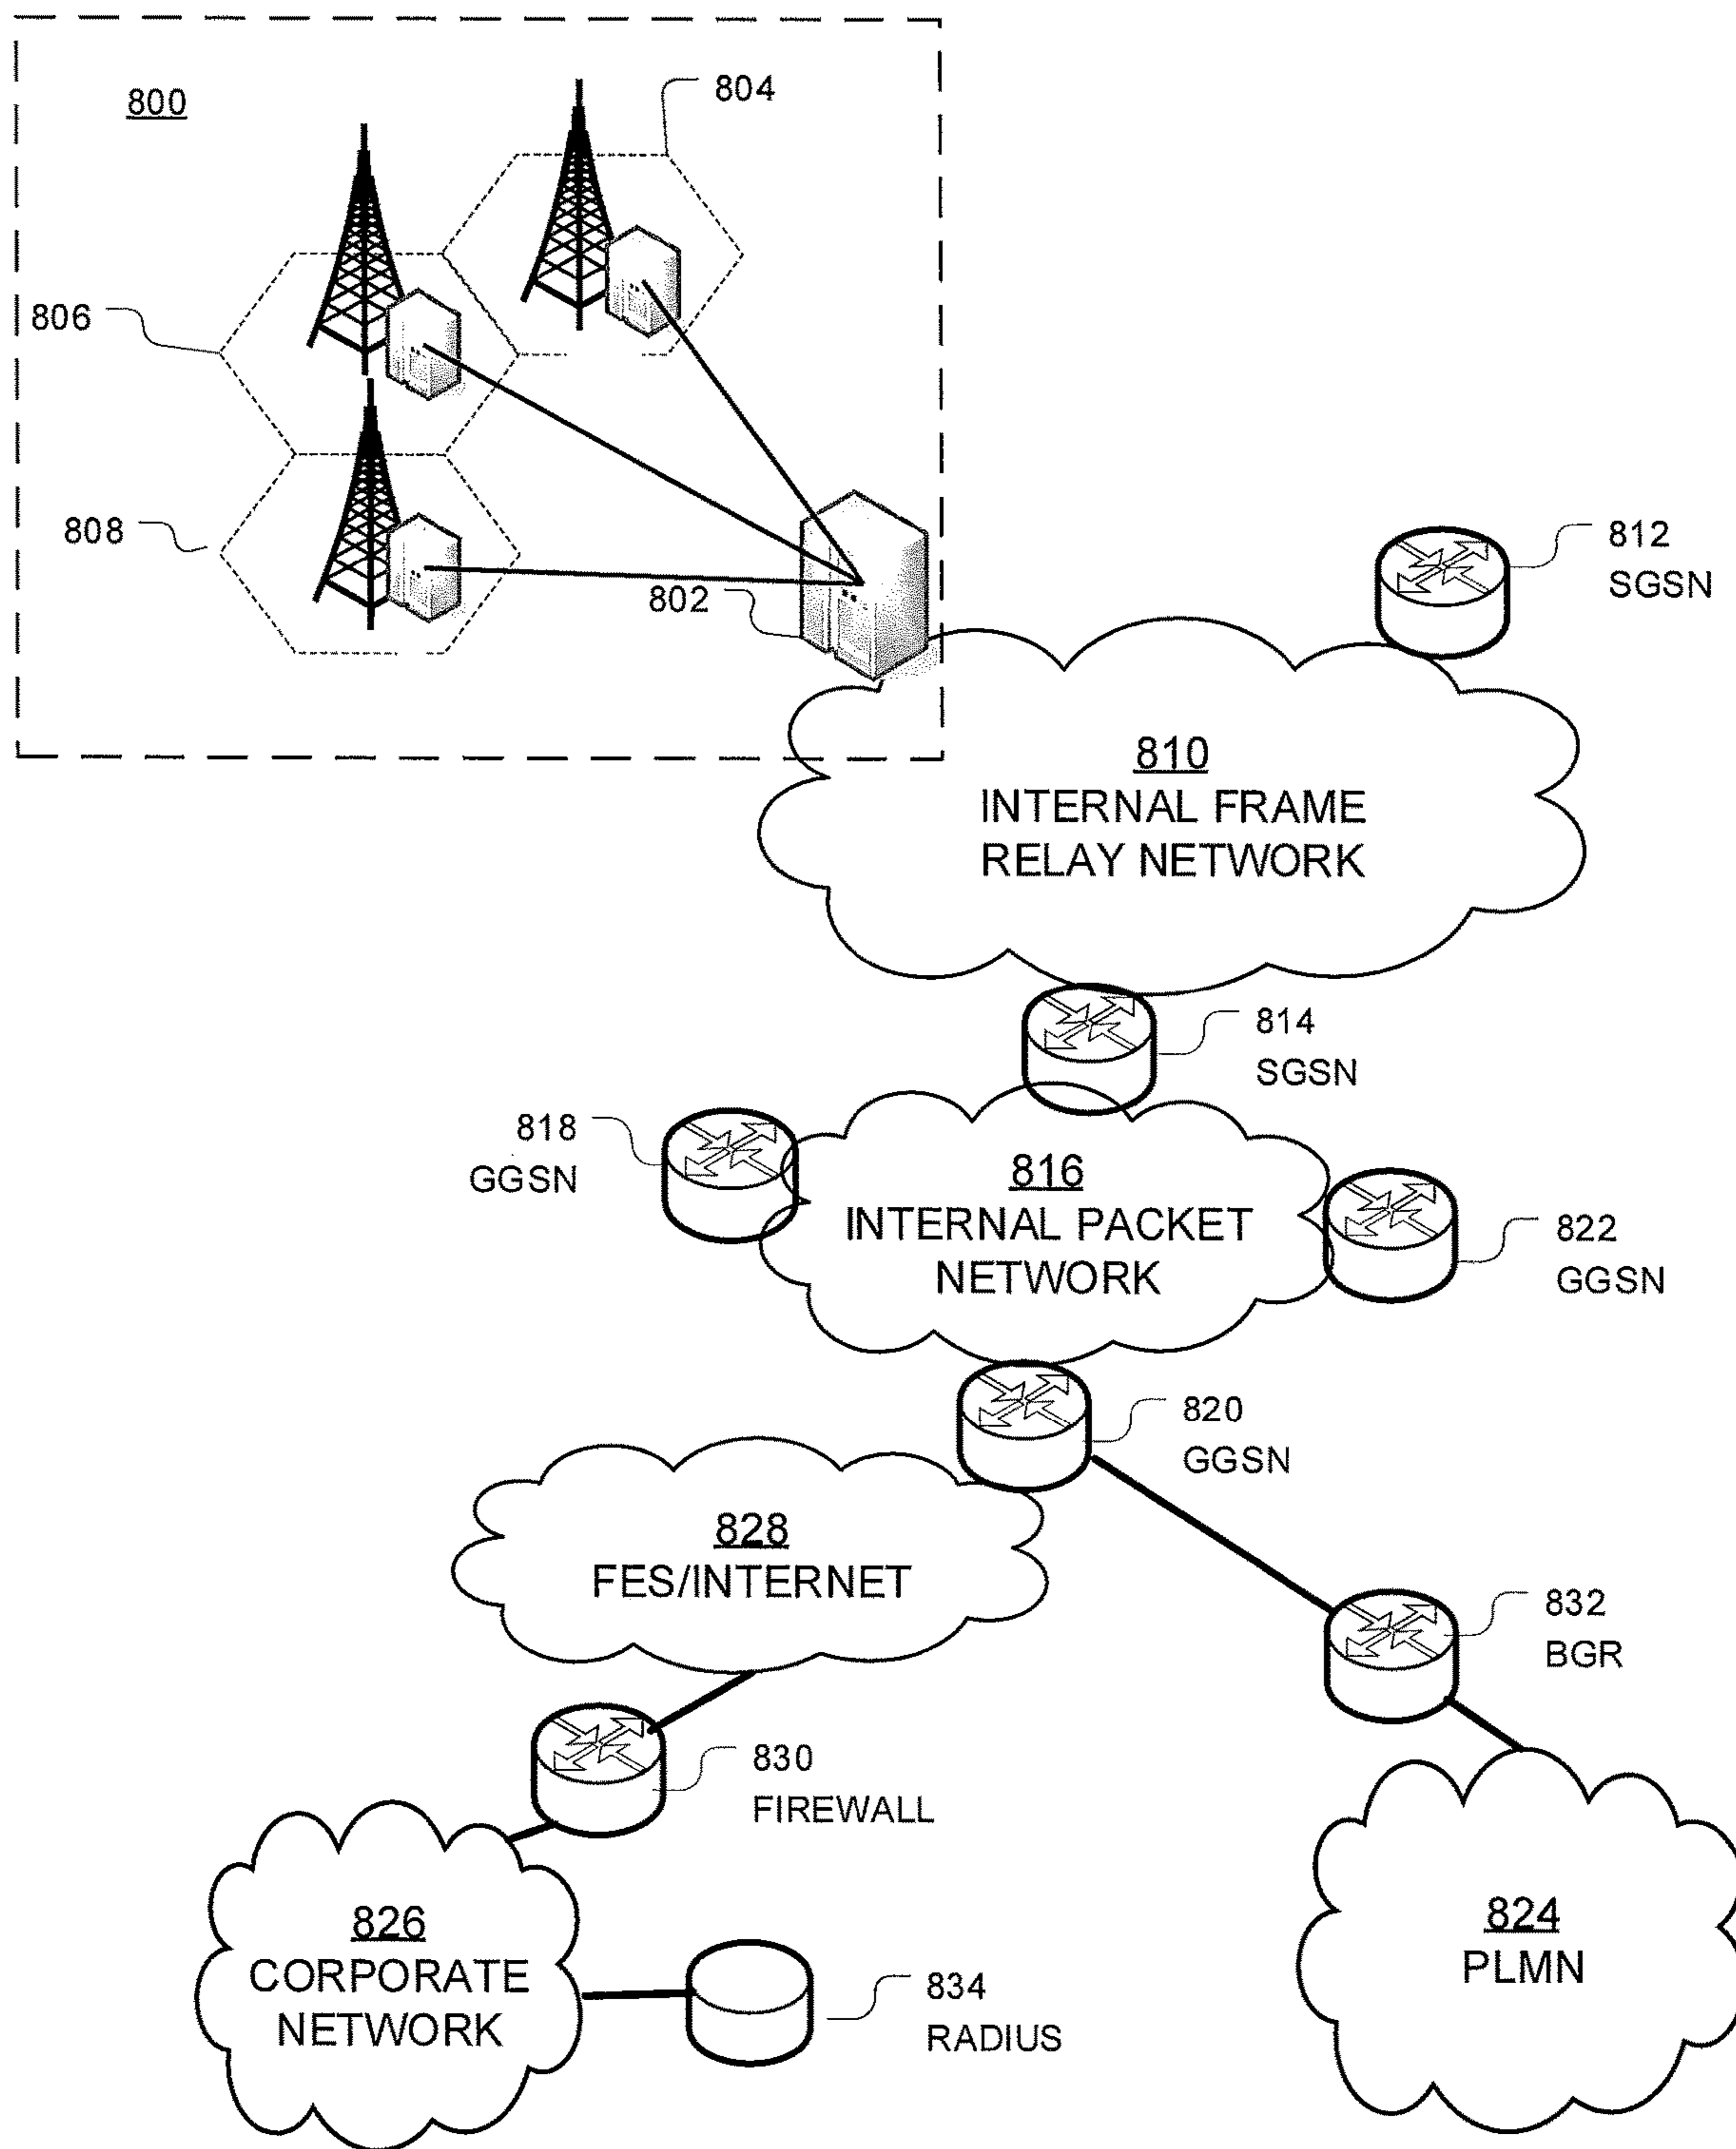 800
804
806
808
802
812
SGSN
810
INTERNAL FRAME
RELAY NETWORK
814
SGSN
818
GGSN
816
INTERNAL PACKET
NETWORK
822
GGSN
820
GGSN
828
FES/INTERNET
832
BGR
830
FIREWALL
826
CORPORATE
NETWORK
824
PLMN
834
RADIUS